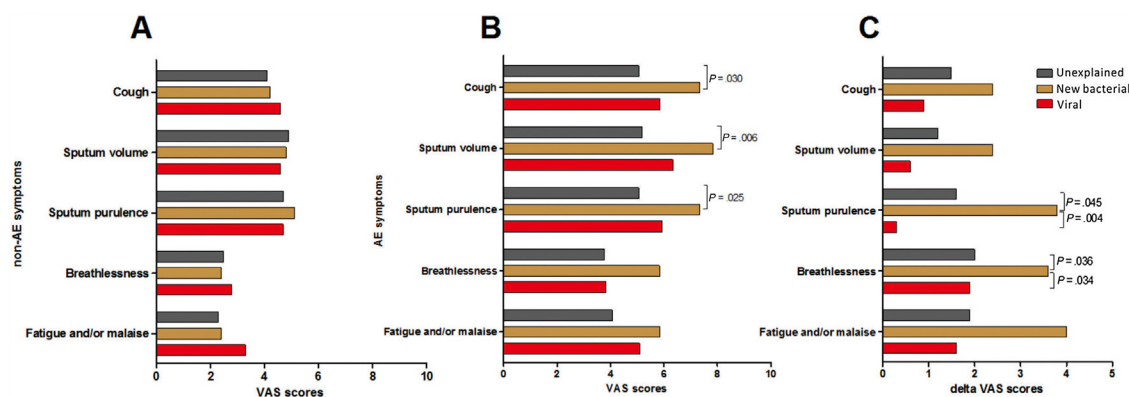 A
B
C
non-AE symptoms
Cough
Sputum volume
Sputum purulence
Breathlessness
Fatigue and/or malaise
0 2 4 6 8 10
VAS scores
AE symptoms
Cough
Sputum volume
Sputum purulence
Breathlessness
Fatigue and/or malaise
P = .030
P = .006
P = .025
0 2 4 6 8 10
VAS scores
Cough
Sputum volume
Sputum purulence
Breathlessness
Fatigue and/or malaise
Unexplained
New bacterial
Viral
P = .045
P = .004
P = .036
P = .034
0 1 2 3 4 5
delta VAS scores